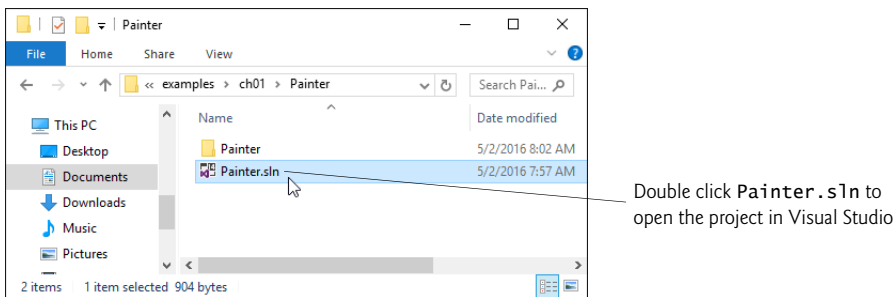 Painter
File Home Share View
« examples › ch01 › Painter
Search Pai...
This PC
Desktop
Documents
Downloads
Music
Pictures
Name Date modified
Painter 5/2/2016 8:02 AM
Painter.sln 5/2/2016 7:57 AM
2 items 1 item selected 904 bytes
Double click Painter.sln to
open the project in Visual Studio